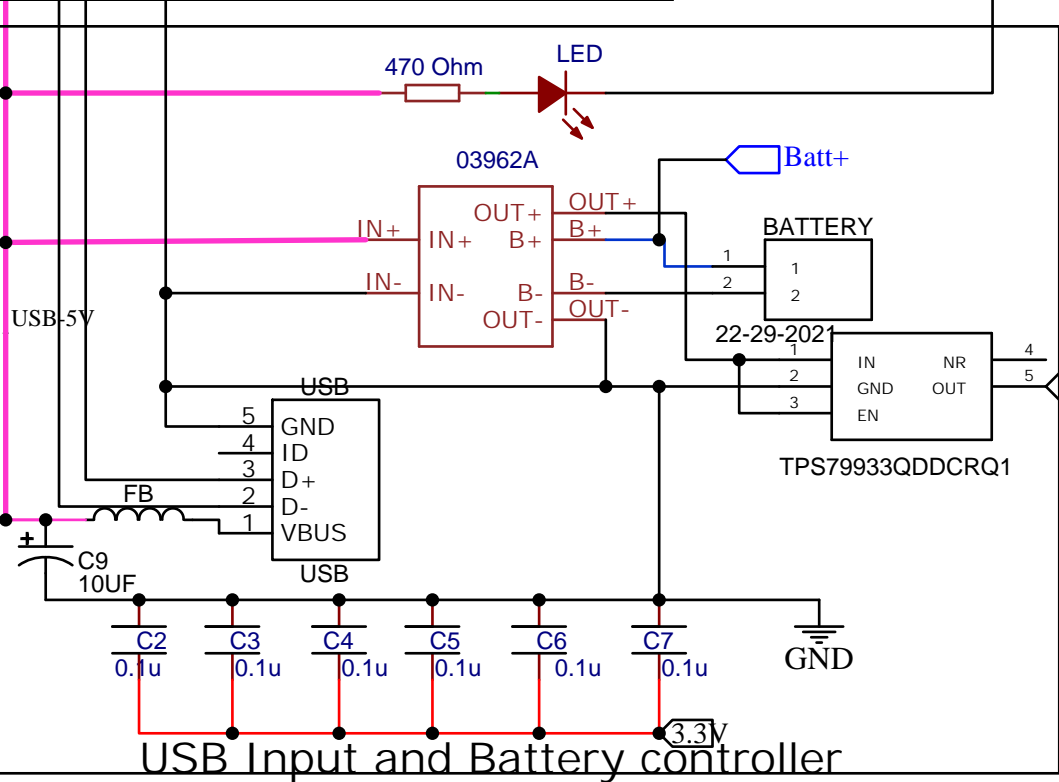 LED
470 Ohm
03962A
Batt+
IN+
IN-
IN+
IN-
OUT+
B+
B-
OUT-
OUT+
B+
B-
OUT-
BATTERY
1
2
1
2
22-29-2021
USB-5V
1
2
3
IN
GND
EN
NR
OUT
4
5
TPS79933QDDCRQ1
USB
5 GND
4 ID
3 D+
2 D-
1 VBUS
USB
FB
+
C9
10UF
C2
0.1u
C3
0.1u
C4
0.1u
C5
0.1u
C6
0.1u
C7
0.1u
GND
3.3V
USB Input and Battery controller